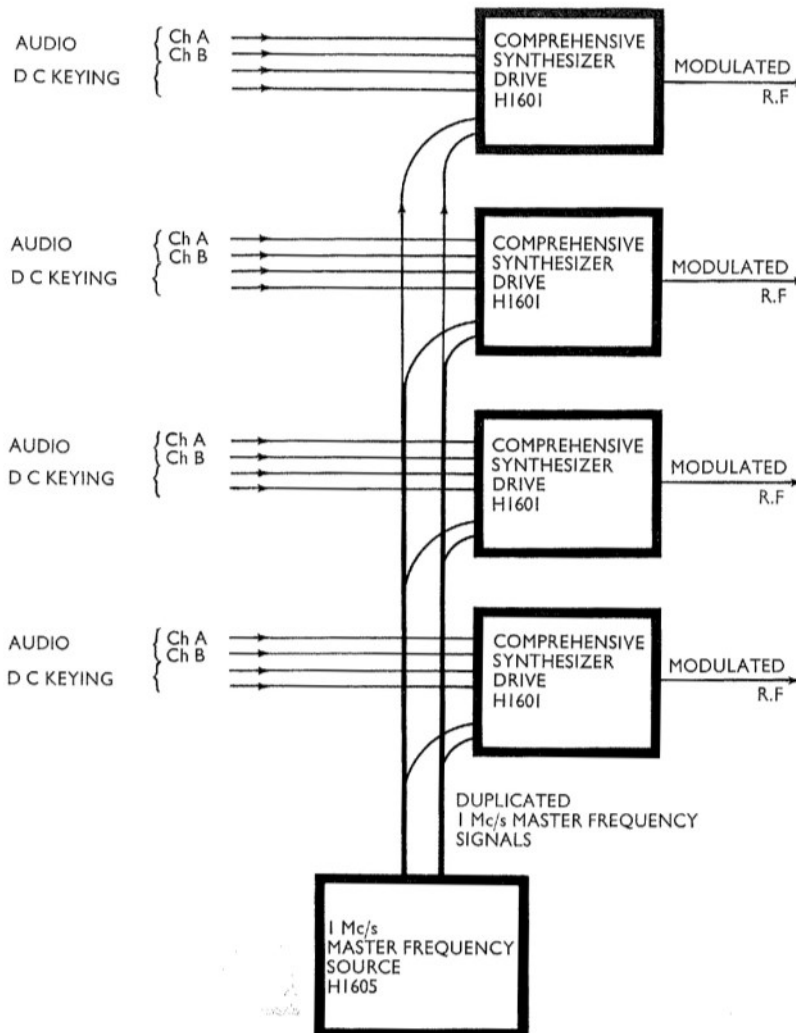 AUDIO
Ch A
Ch B
D C KEYING
COMPREHENSIVE
SYNTHESIZER
DRIVE
H1601
MODULATED
R.F
AUDIO
Ch A
Ch B
D C KEYING
COMPREHENSIVE
SYNTHESIZER
DRIVE
H1601
MODULATED
R.F
AUDIO
Ch A
Ch B
D C KEYING
COMPREHENSIVE
SYNTHESIZER
DRIVE
H1601
MODULATED
R.F
AUDIO
Ch A
Ch B
D C KEYING
COMPREHENSIVE
SYNTHESIZER
DRIVE
H1601
MODULATED
R.F
DUPLICATED
1 Mc/s MASTER FREQUENCY
SIGNALS
1 Mc/s
MASTER FREQUENCY
SOURCE
H1605